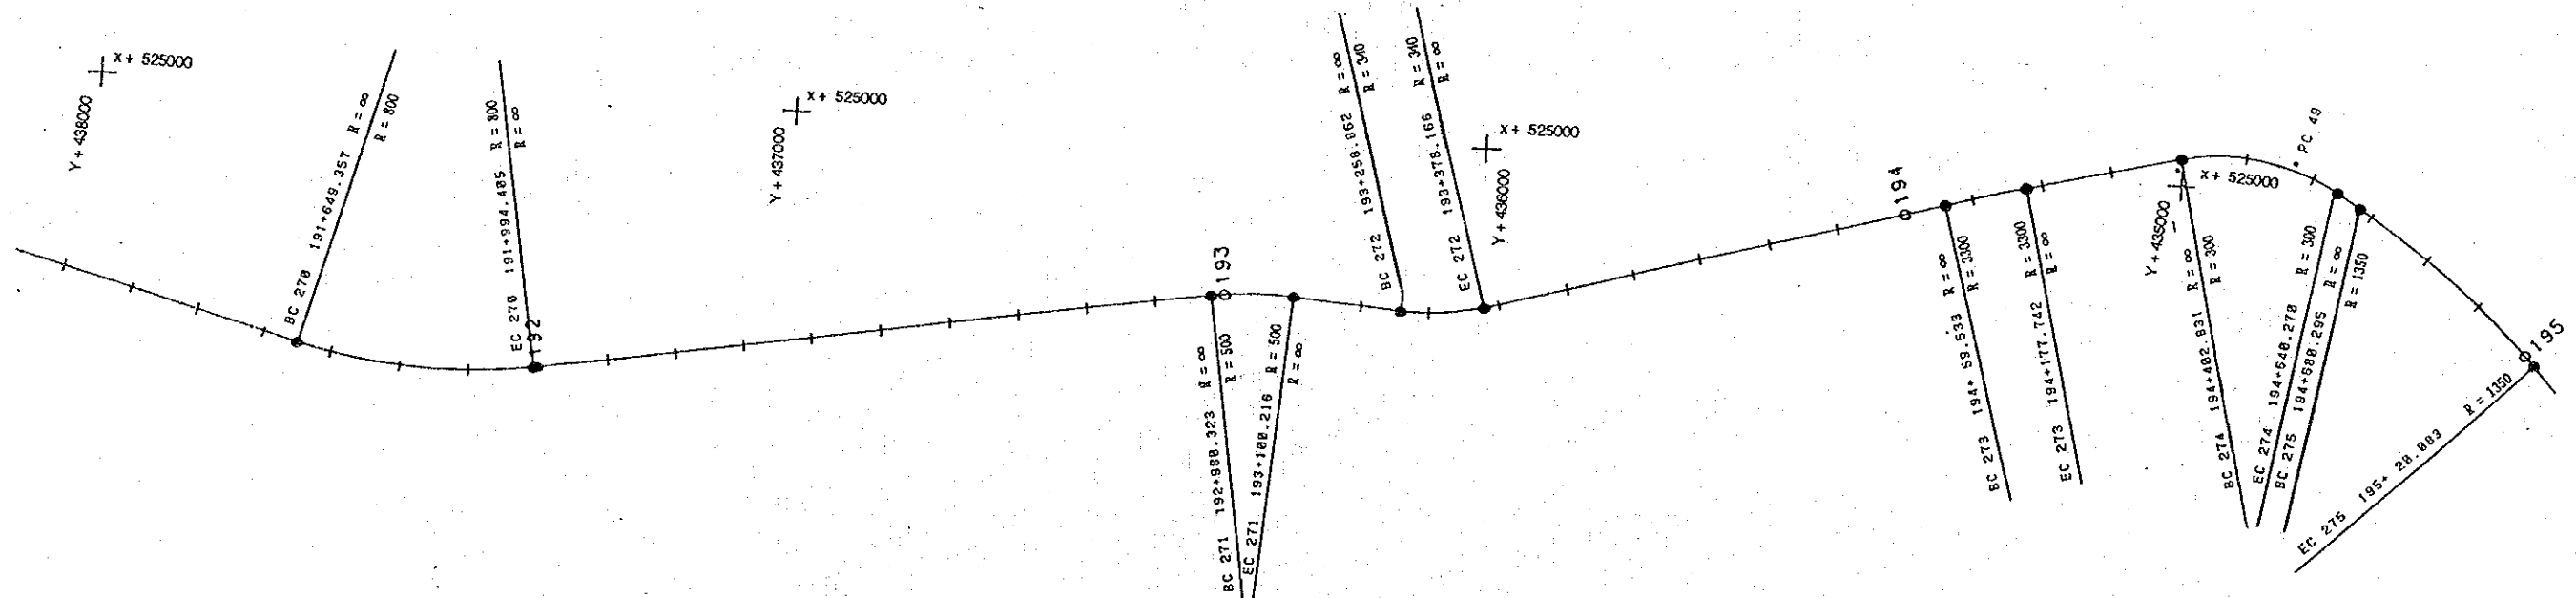 x + 525000
Y + 438000
BC 270 191+649.357 R = ∞
R = 800
EC 270 191+994.405 R = 800
R = ∞
192
x + 525000
Y + 437000
193
BC 271 192+980.323 R = ∞
R = 500
EC 271 193+100.216 R = 500
R = ∞
BC 272 193+258.062 R = ∞
R = 340
EC 272 193+378.166 R = 340
R = ∞
x + 525000
Y + 436000
194
BC 273 194+ 59.533 R = ∞
R = 3300
EC 273 194+177.742 R = 3300
R = ∞
x + 525000
Y + 435000
BC 274 194+402.831 R = ∞
R = 300
PC 49
EC 274 194+640.270 R = 300
BC 275 194+680.295 R = ∞
R = 1350
195
EC 275 195+ 20.083 R = 1350